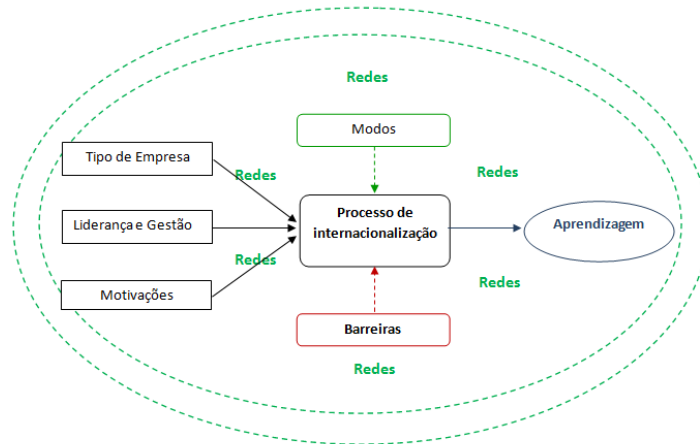 Redes
Modos
Tipo de Empresa
Redes
Redes
Processo de
internacionalização
Liderança e Gestão
Aprendizagem
Redes
Redes
Motivações
Barreiras
Redes